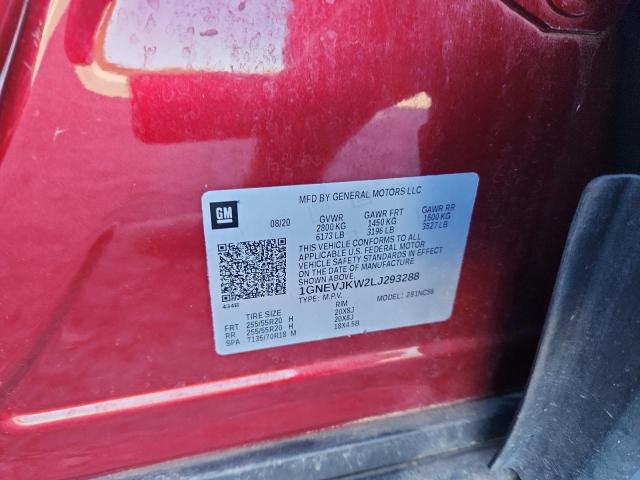 MFD BY GENERAL MOTORS LLC
GM
08/20 GVWR GAWR FRT GAWR RR
2800 KG 1450 KG 1600 KG
6173 LB 3196 LB 3527 LB
THIS VEHICLE CONFORMS TO ALL
APPLICABLE U.S. FEDERAL MOTOR
VEHICLE SAFETY STANDARDS IN
EFFECT ON THE DATE OF
MANUFACTURE SHOWN ABOVE.
1GNEVJKW2LJ293288
TYPE: M.P.V. MODEL: 281NC56
434B
TIRE SIZE RIM
FRT 255/55R20 H 20X8J
RR 255/55R20 H 20X8J
SPA 7135/70R18 M 18X4.5B